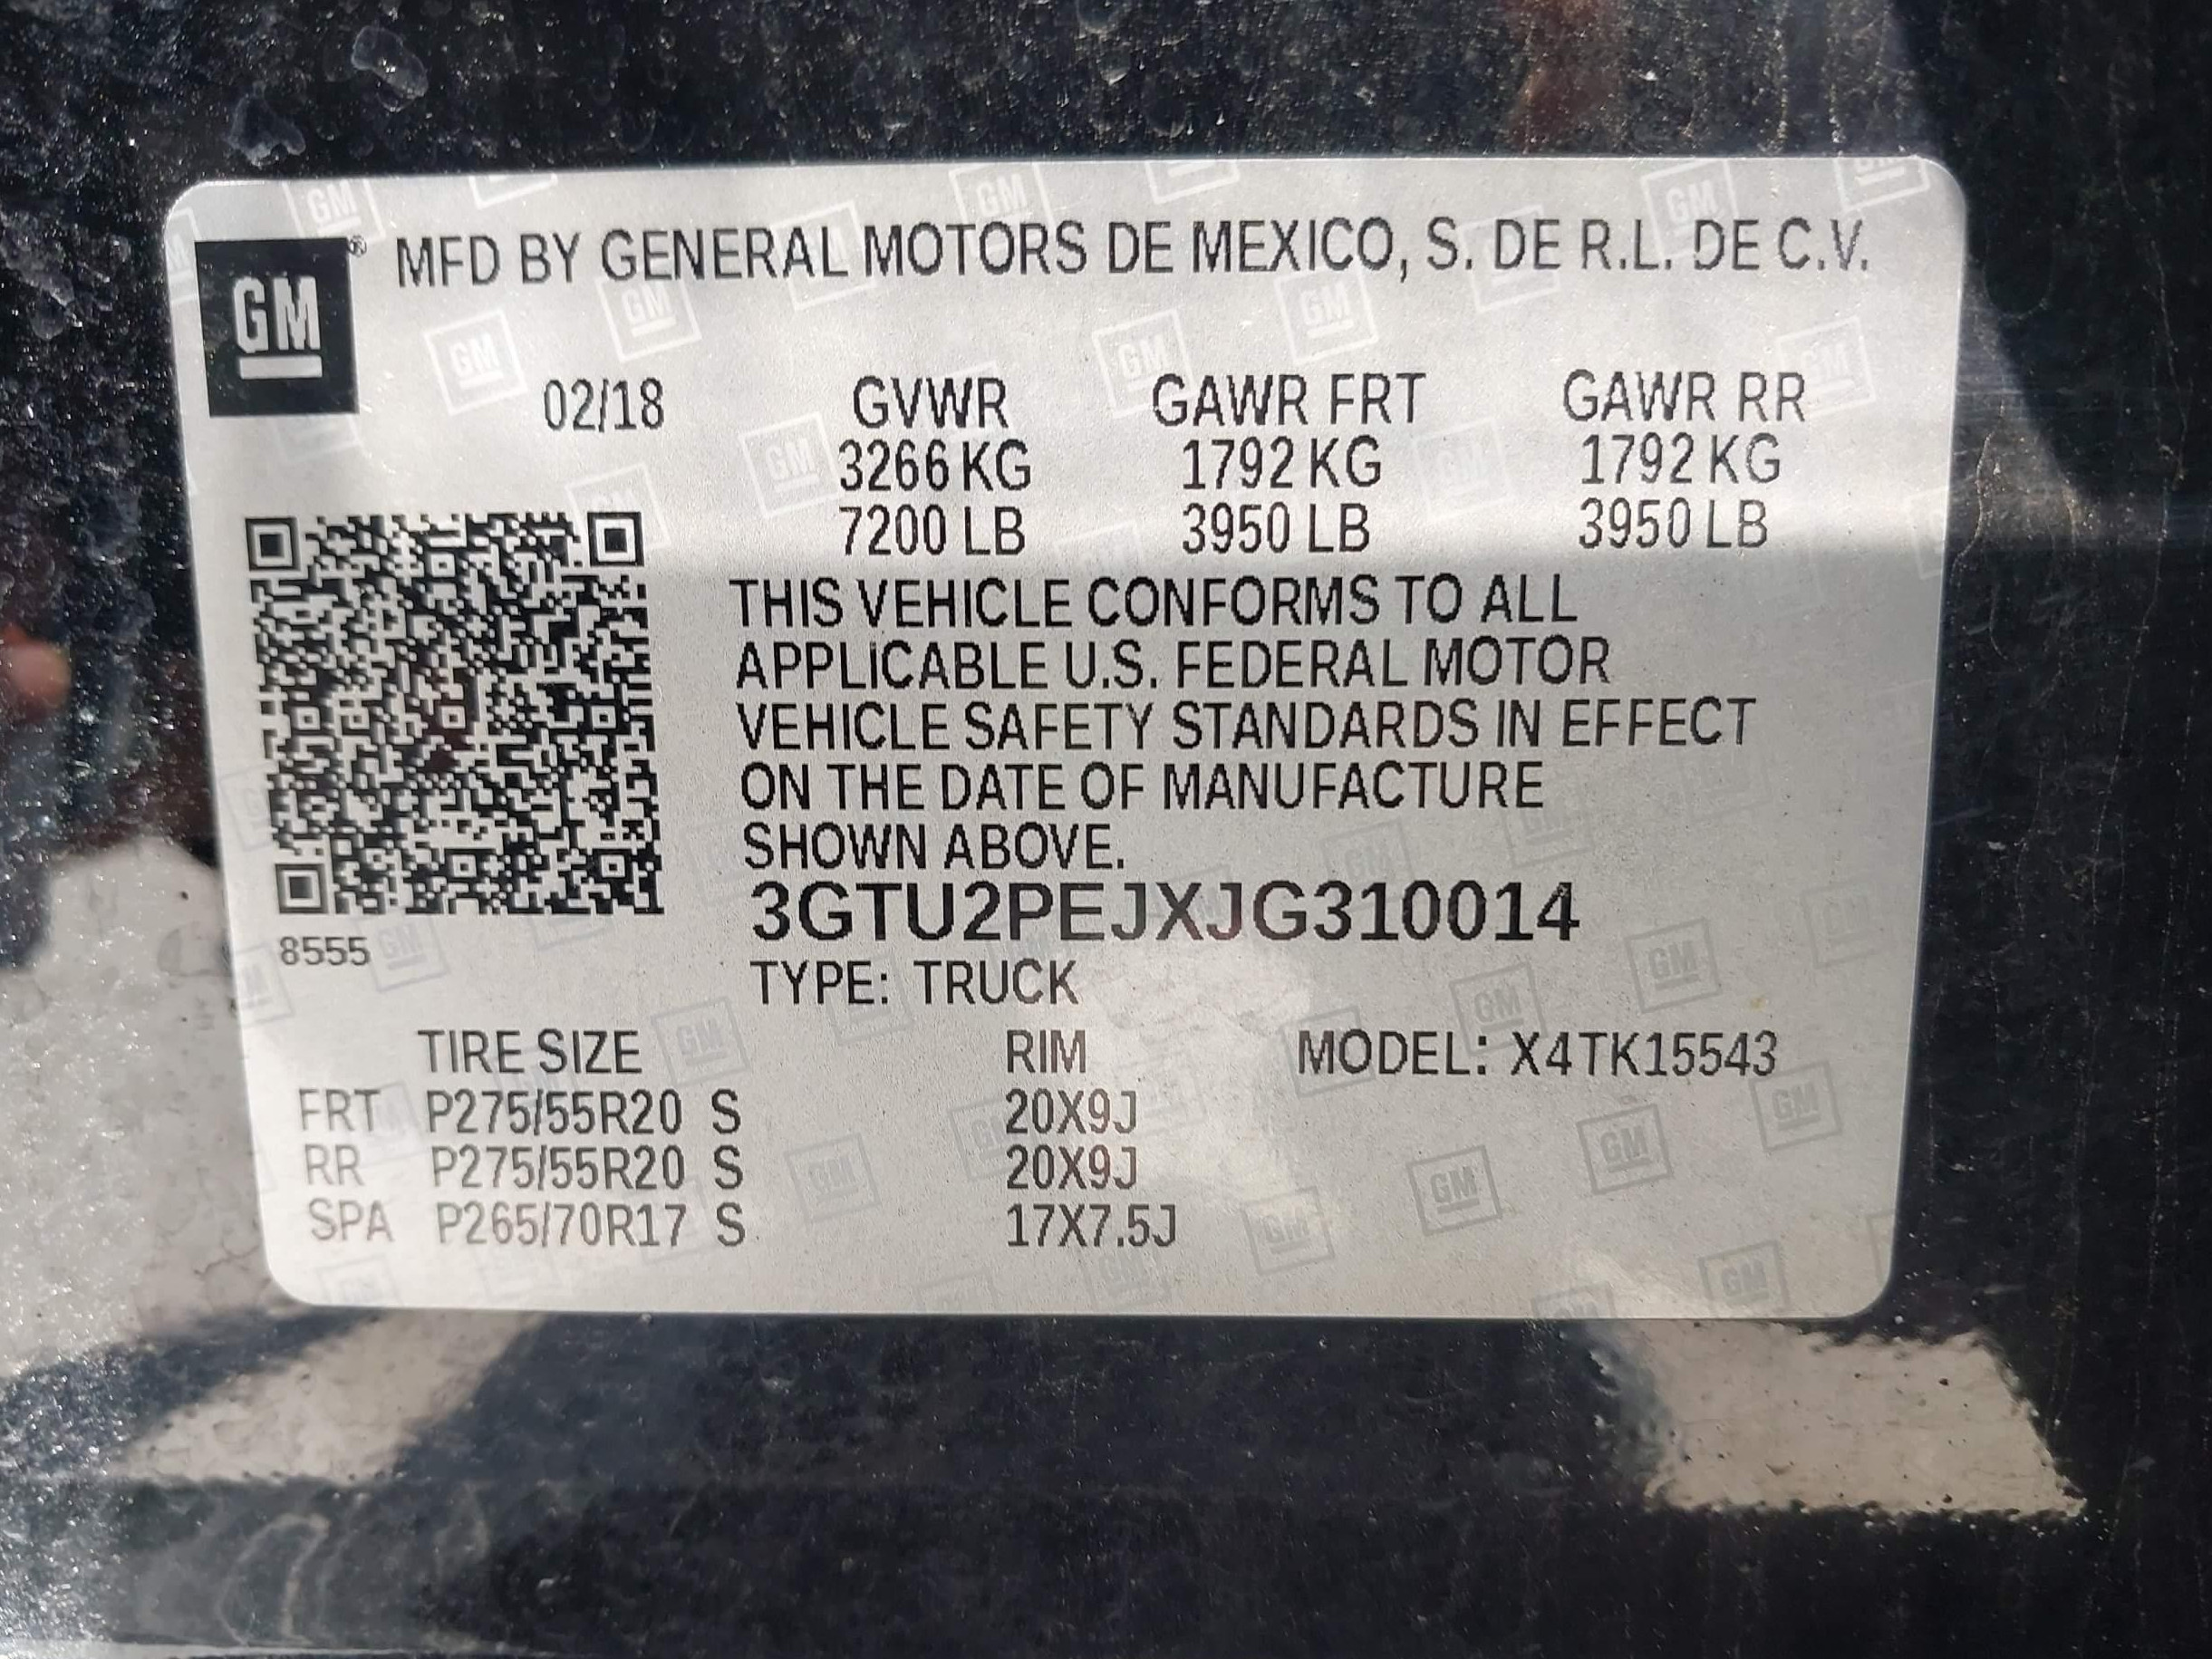 GM® MFD BY GENERAL MOTORS DE MEXICO, S. DE R.L. DE C.V.
02/18 GVWR GAWR FRT GAWR RR
3266 KG 1792 KG 1792 KG
7200 LB 3950 LB 3950 LB
THIS VEHICLE CONFORMS TO ALL
APPLICABLE U.S. FEDERAL MOTOR
VEHICLE SAFETY STANDARDS IN EFFECT
ON THE DATE OF MANUFACTURE
SHOWN ABOVE.
3GTU2PEJXJG310014
8555
TYPE: TRUCK
TIRE SIZE RIM MODEL: X4TK15543
FRT P275/55R20 S 20X9J
RR P275/55R20 S 20X9J
SPA P265/70R17 S 17X7.5J